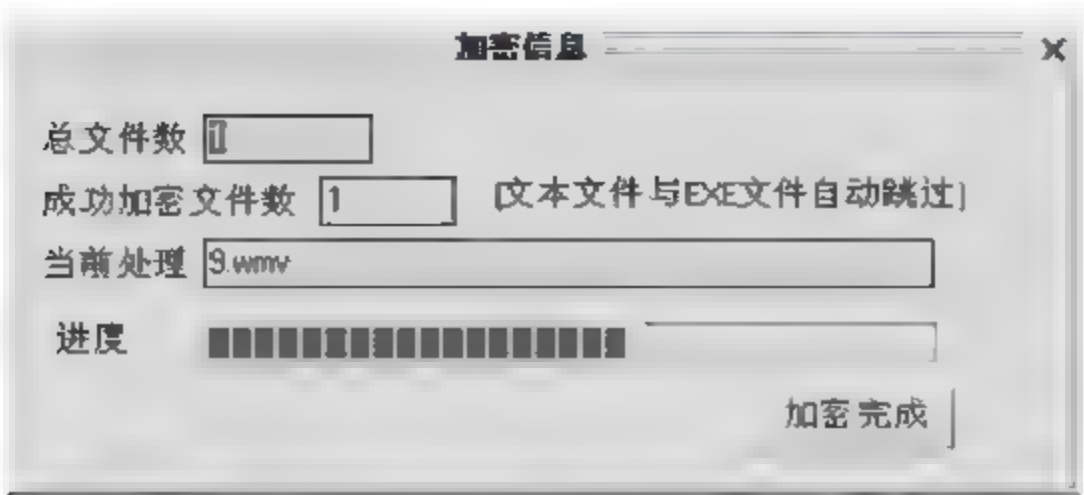 加密信息
总文件数 1
成功加密文件数 1 [文本文件与EXE文件自动跳过]
当前处理 9.wmv
进度
加密完成